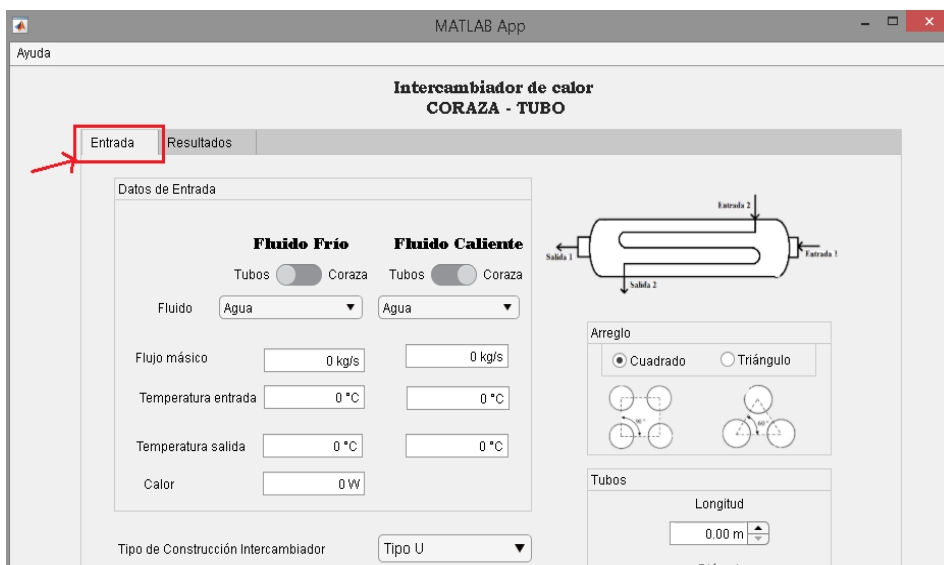 MATLAB App
Ayuda
Intercambiador de calor
CORAZA - TUBO
Entrada
Resultados
Datos de Entrada
Fluido Frío
Fluido Caliente
Tubos
Coraza
Tubos
Coraza
Fluido
Agua
Agua
Flujo másico
0 kg/s
0 kg/s
Temperatura entrada
0 °C
0 °C
Temperatura salida
0 °C
0 °C
Calor
0 W
Tipo de Construcción Intercambiador
Tipo U
Entrada 2
Salida 1
Entrada 1
Salida 2
Arreglo
Cuadrado
Triángulo
90°
60°
Tubos
Longitud
0.00 m